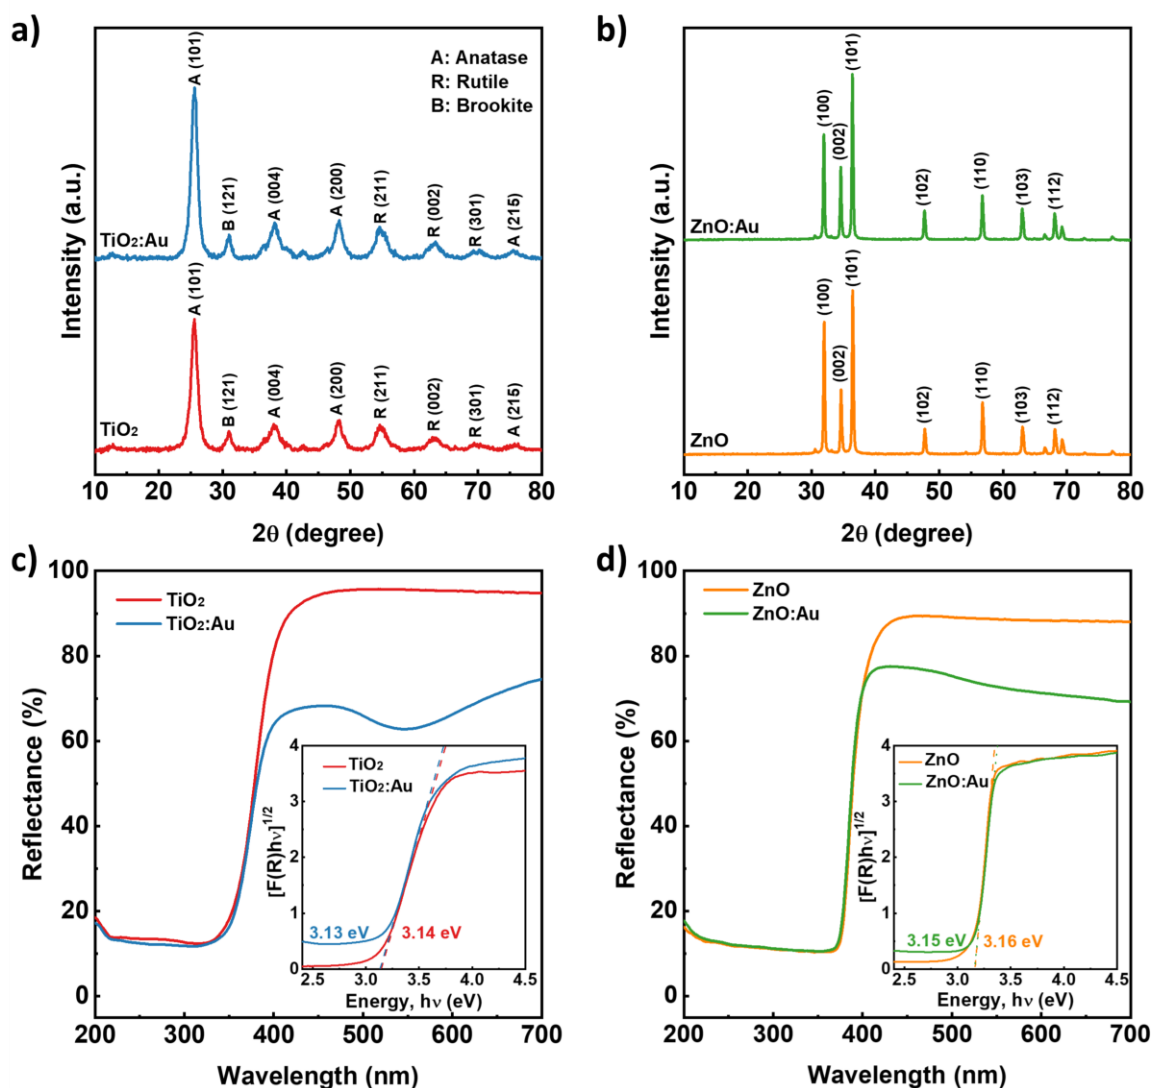 a)
A (101)
A: Anatase
R: Rutile
B: Brookite
B (121)
A (004)
A (200)
R (211)
R (002)
R (301)
A (215)
TiO₂:Au
A (101)
B (121)
A (004)
A (200)
R (211)
R (002)
R (301)
A (215)
TiO₂
Intensity (a.u.)
10 20 30 40 50 60 70 80
2θ (degree)
b)
(100)
(002)
(101)
(102)
(110)
(103)
(112)
ZnO:Au
(100)
(002)
(101)
(102)
(110)
(103)
(112)
ZnO
Intensity (a.u.)
10 20 30 40 50 60 70 80
2θ (degree)
c)
100
80
60
40
20
0
Reflectance (%)
TiO₂
TiO₂:Au
4
3
2
1
0
[F(R)hν]¹/²
TiO₂
TiO₂:Au
3.13 eV 3.14 eV
2.5 3.0 3.5 4.0 4.5
Energy, hν (eV)
200 300 400 500 600 700
Wavelength (nm)
d)
100
80
60
40
20
0
Reflectance (%)
ZnO
ZnO:Au
4
3
2
1
0
[F(R)hν]¹/²
ZnO
ZnO:Au
3.15 eV 3.16 eV
2.5 3.0 3.5 4.0 4.5
Energy, hν (eV)
200 300 400 500 600 700
Wavelength (nm)